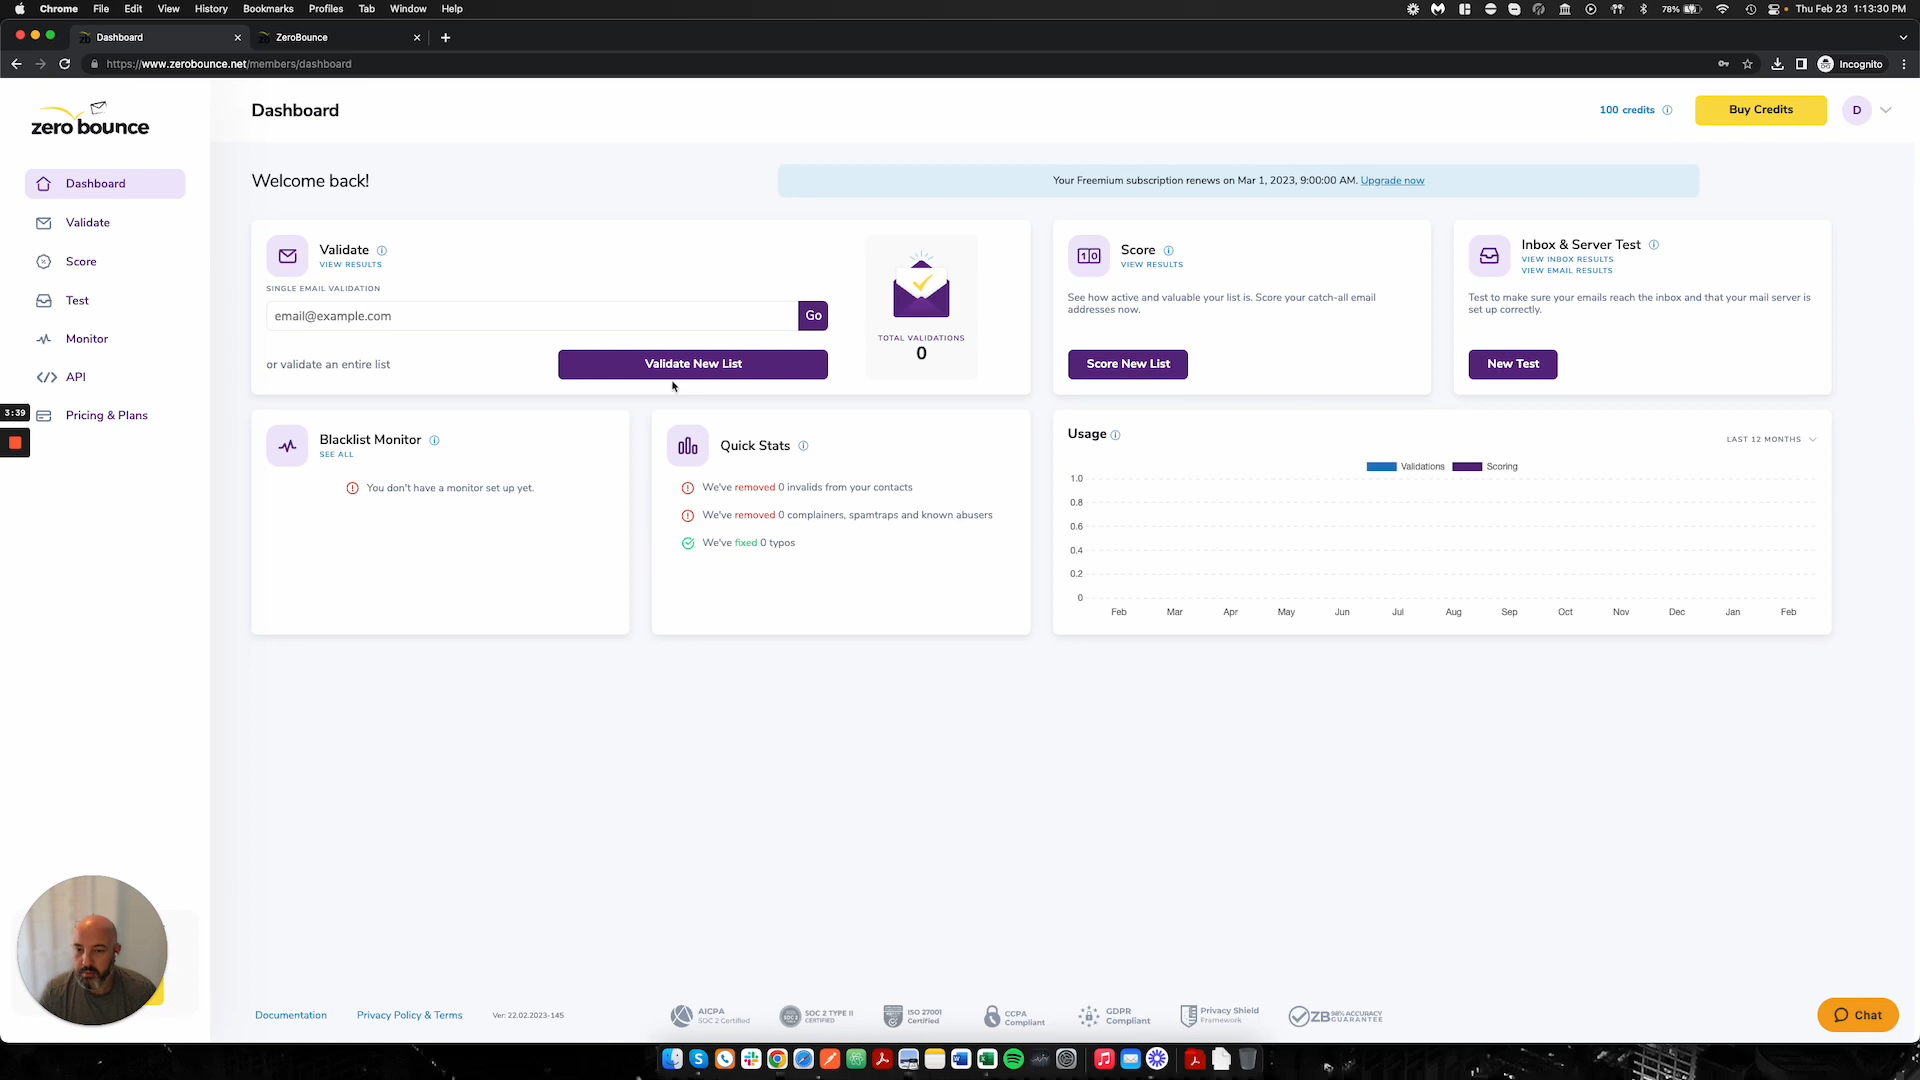 Chrome File Edit View History Bookmarks Profiles Tab Window Help 78% Thu Feb 23 1:13:30 PM
Dashboard ZeroBounce
https://www.zerobounce.net/members/dashboard Incognito
zero bounce
Dashboard
100 credits
Buy Credits
D
Dashboard
Validate
Score
Test
Monitor
API
Pricing & Plans
3:39
Welcome back!
Your Freemium subscription renews on Mar 1, 2023, 9:00:00 AM. Upgrade now
Validate
VIEW RESULTS
SINGLE EMAIL VALIDATION
email@example.com
Go
or validate an entire list
Validate New List
TOTAL VALIDATIONS
0
Score
VIEW RESULTS
See how active and valuable your list is. Score your catch-all email
addresses now.
Score New List
Inbox & Server Test
VIEW INBOX RESULTS
VIEW EMAIL RESULTS
Test to make sure your emails reach the inbox and that your mail server is
set up correctly.
New Test
Blacklist Monitor
SEE ALL
You don't have a monitor set up yet.
Quick Stats
We've removed 0 invalids from your contacts
We've removed 0 complainers, spamtraps and known abusers
We've fixed 0 typos
Usage
LAST 12 MONTHS
Validations Scoring
1.0
0.8
0.6
0.4
0.2
0
Feb Mar Apr May Jun Jul Aug Sep Oct Nov Dec Jan Feb
Documentation
Privacy Policy & Terms
Ver: 22.02.2023-145
AICPA
SOC 2 Certified
SOC 2 TYPE II
CERTIFIED
ISO 27001
Certified
CCPA
Compliant
GDPR
Compliant
Privacy Shield
Framework
ZB 98% ACCURACY
GUARANTEE
Chat